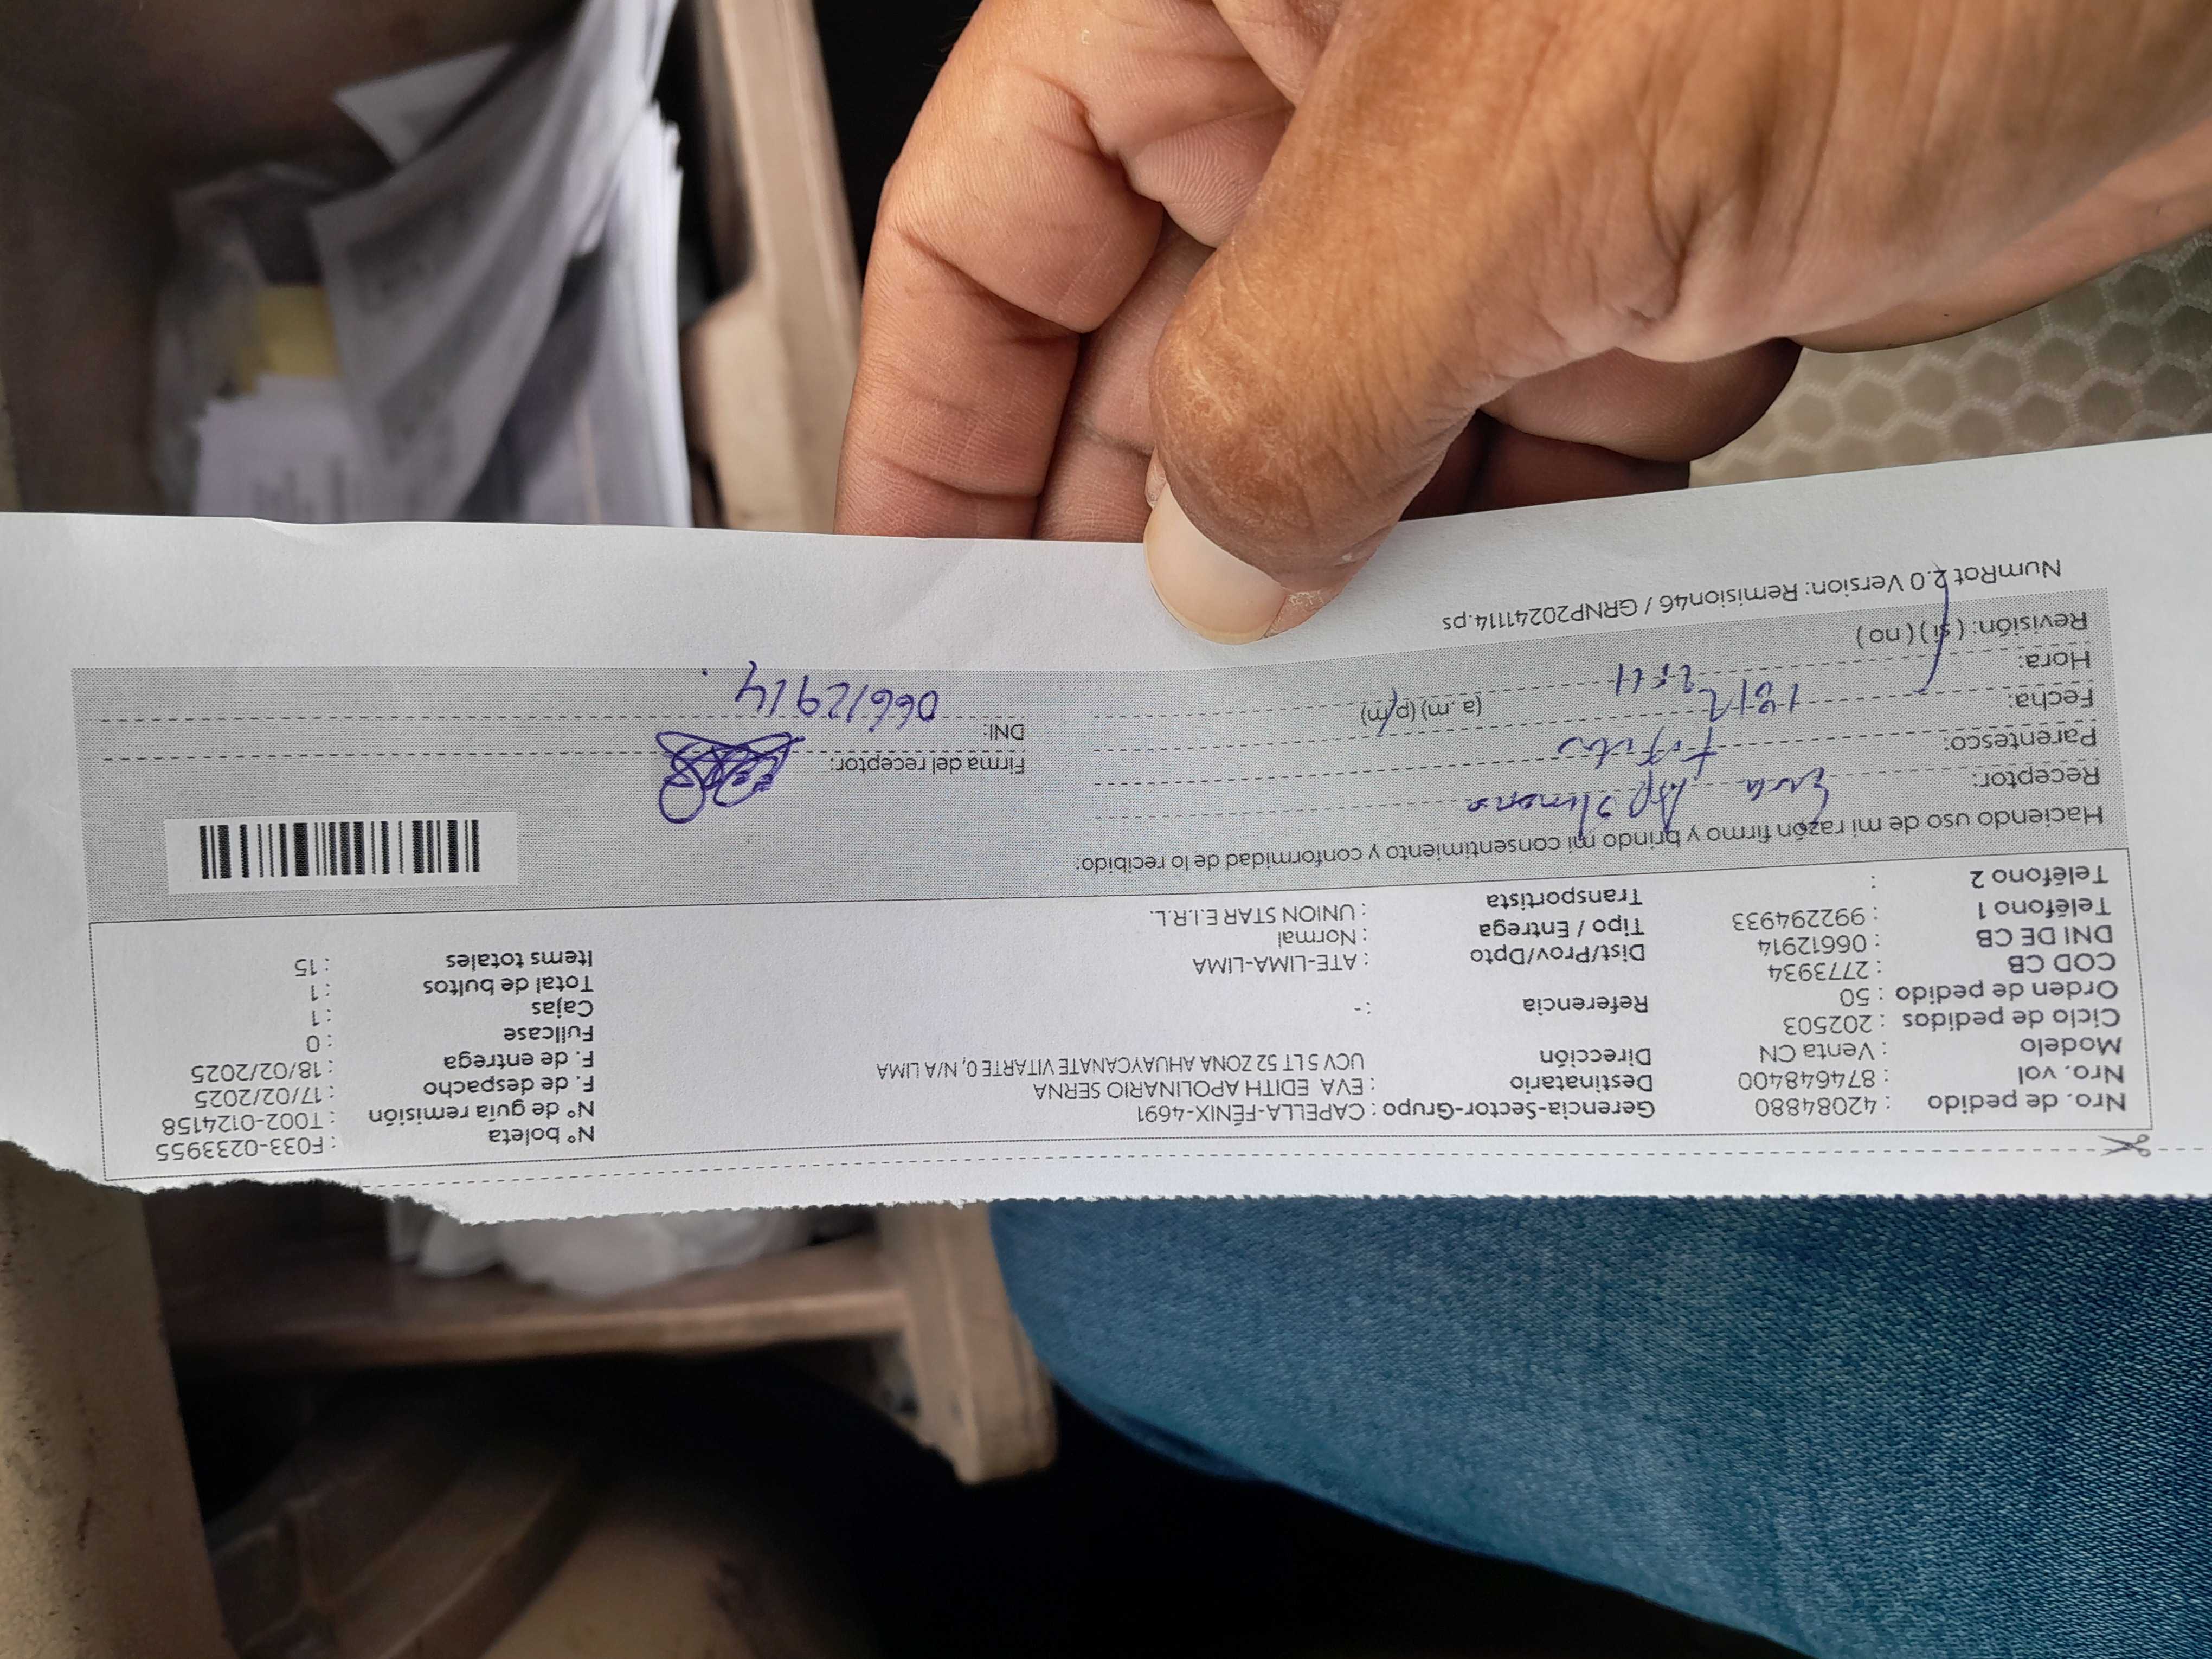 Nro. de pedido : 42084880 Gerencia-Sector-Grupo : CAPELLA-FÉNIX-4691 N° boleta : F033-0233955
Nro. vol : 874648400 Destinatario : EVA EDITH APOLINARIO SERNA N° de guía remisión : T002-0124158
Modelo : Venta CN Dirección UCV 5 LT 52 ZONA AHUAYCANATE VITARTE 0, N/A LIMA F. de despacho : 17/02/2025
Ciclo de pedidos : 202503 F. de entrega : 18/02/2025
Orden de pedido : 50 Referencia : - Fullcase : 0
COD CB : 2773934 Cajas : 1
DNI DE CB : 06612914 Dist/Prov/Dpto : ATE-LIMA-LIMA Total de bultos : 1
Teléfono 1 : 992294933 Tipo / Entrega : Normal Items totales : 15
Teléfono 2 : Transportista : UNION STAR E.I.R.L.
Haciendo uso de mi razón firmo y brindo mi consentimiento y conformidad de lo recibido:
Receptor:
Parentesco: Firma del receptor:
Fecha: 18/2 DNI: 06612914
Hora: (a. m) (p/m)
Revisión: ( si ) ( no )
NumRot 2.0 Version: Remision46 / GRNP20241114.ps